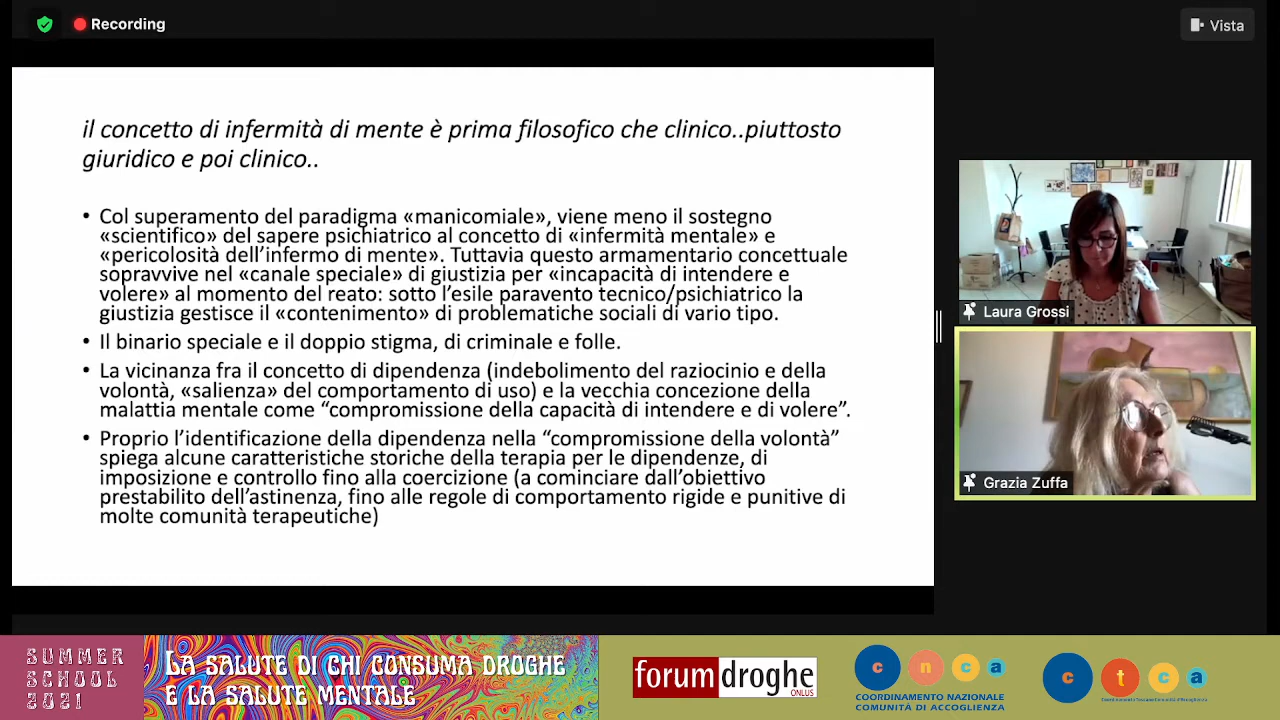 Recording
Vista
il concetto di infermità di mente è prima filosofico che clinico..piuttosto
giuridico e poi clinico..
• Col superamento del paradigma «manicomiale», viene meno il sostegno
«scientifico» del sapere psichiatrico al concetto di «infermità mentale» e
«pericolosità dell’infermo di mente». Tuttavia questo armamentario concettuale
sopravvive nel «canale speciale» di giustizia per «incapacità di intendere e
volere» al momento del reato: sotto l’esile paravento tecnico/psichiatrico la
giustizia gestisce il «contenimento» di problematiche sociali di vario tipo.
• Il binario speciale e il doppio stigma, di criminale e folle.
• La vicinanza fra il concetto di dipendenza (indebolimento del raziocinio e della
volontà, «salienza» del comportamento di uso) e la vecchia concezione della
malattia mentale come “compromissione della capacità di intendere e di volere”.
• Proprio l’identificazione della dipendenza nella “compromissione della volontà”
spiega alcune caratteristiche storiche della terapia per le dipendenze, di
imposizione e controllo fino alla coercizione (a cominciare dall’obiettivo
prestabilito dell’astinenza, fino alle regole di comportamento rigide e punitive di
molte comunità terapeutiche)
Laura Grossi
Grazia Zuffa
SUMMER
SCHOOL
2021
LA SALUTE DI CHI CONSUMA DROGHE
E LA SALUTE MENTALE
forumdroghe
ONLUS
c n c a
COORDINAMENTO NAZIONALE
COMUNITÀ DI ACCOGLIENZA
c t c a